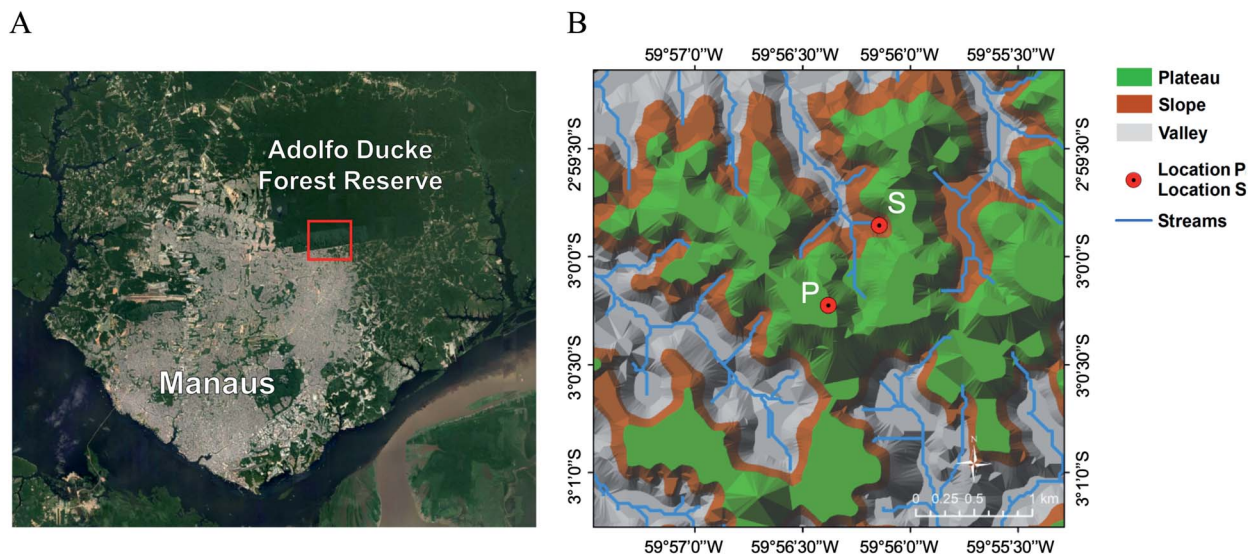 A
Adolfo Ducke
Forest Reserve
Manaus
B
59°57'0"W 59°56'30"W 59°56'0"W 59°55'30"W
2°59'30"S
3°0'0"S
3°0'30"S
3°1'0"S
S
P
N
0 0.25 0.5 1 km
2°59'30"S
3°0'0"S
3°0'30"S
3°1'0"S
59°57'0"W 59°56'30"W 59°56'0"W 59°55'30"W
Plateau
Slope
Valley
Location P
Location S
Streams